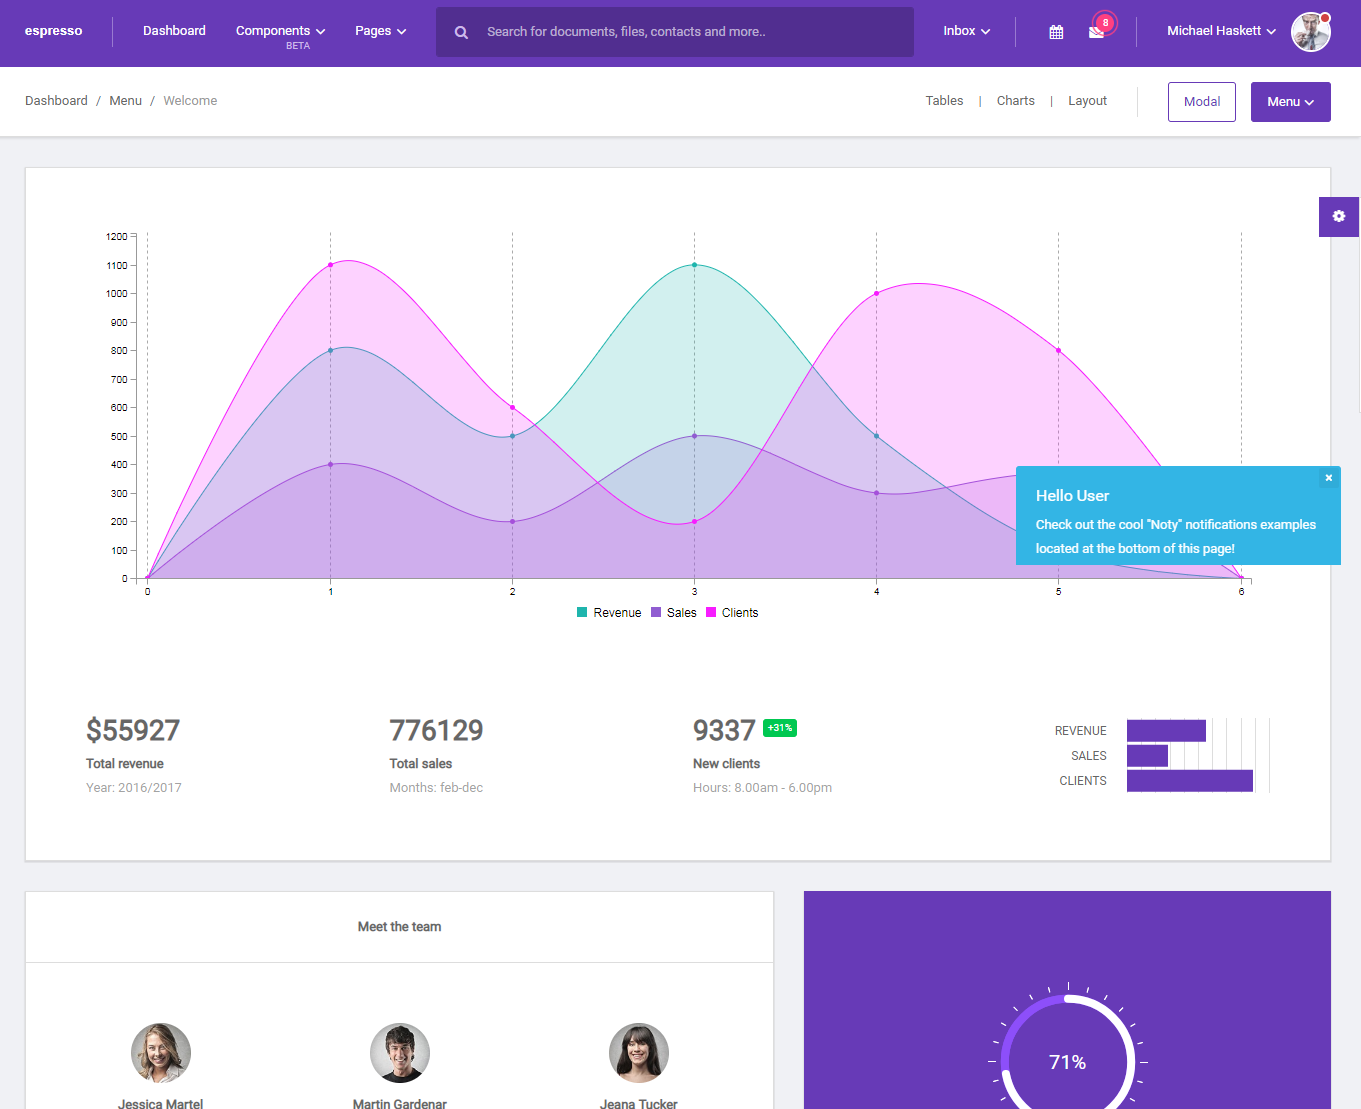 espresso
Dashboard
Components
BETA
Pages
Search for documents, files, contacts and more..
Inbox
8
Michael Haskett
Dashboard / Menu / Welcome
Tables | Charts | Layout
Modal
Menu
1200
1100
1000
900
800
700
600
500
400
300
200
100
0
0 1 2 3 4 5 6
Revenue Sales Clients
×
Hello User
Check out the cool "Noty" notifications examples
located at the bottom of this page!
$55927
Total revenue
Year: 2016/2017
776129
Total sales
Months: feb-dec
9337 +31%
New clients
Hours: 8.00am - 6.00pm
REVENUE
SALES
CLIENTS
Meet the team
Jessica Martel
Martin Gardenar
Jeana Tucker
71%